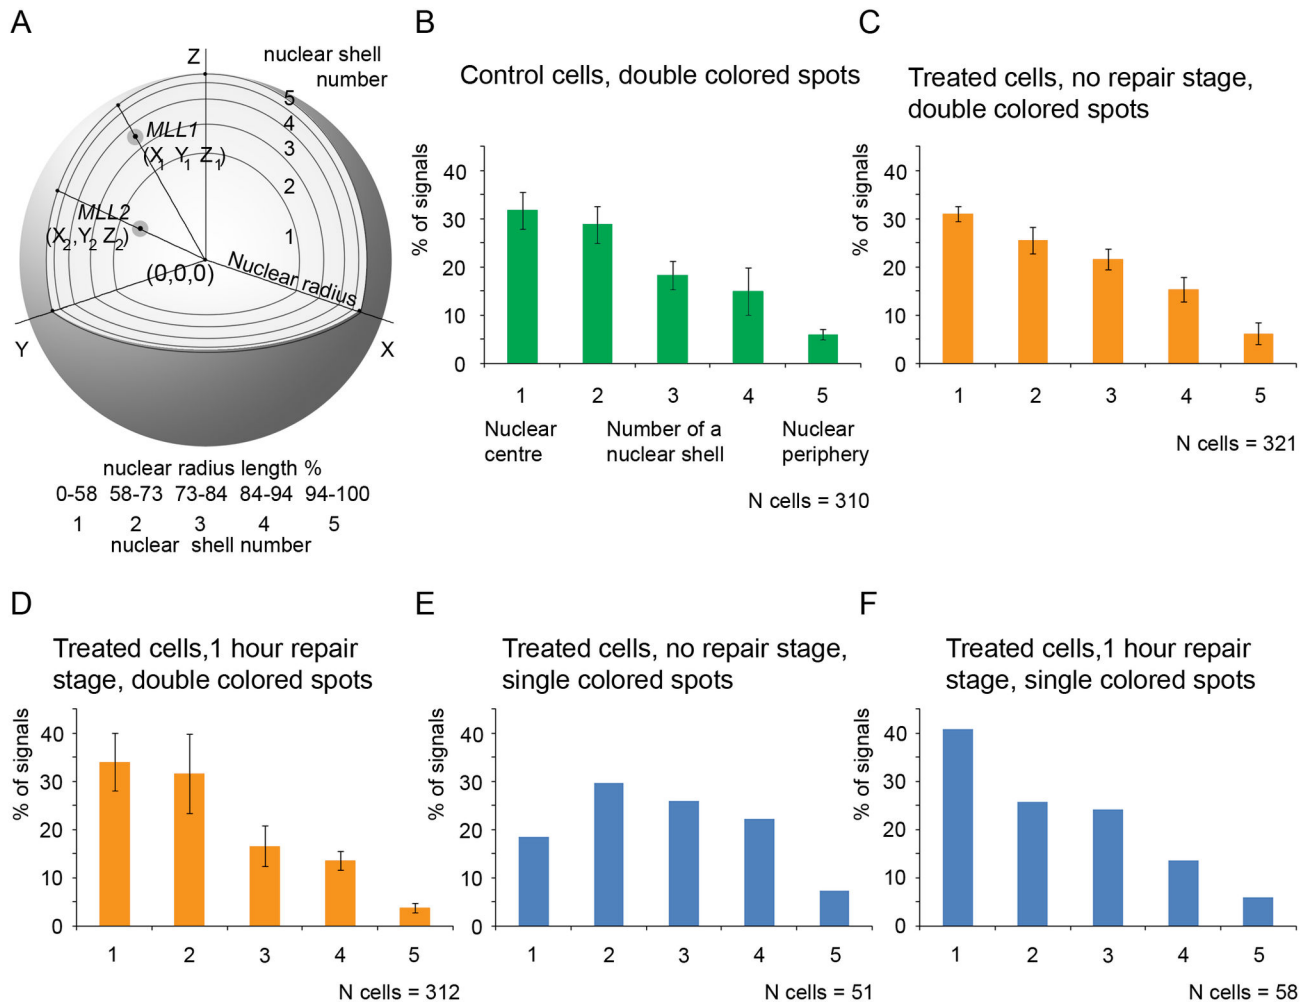 A
Z
nuclear shell
number
5
4
3
2
1
MLL1
(X1 Y1 Z1)
MLL2
(X2,Y2 Z2)
(0,0,0)
Nuclear radius
Y
X
nuclear radius length %
0-58 58-73 73-84 84-94 94-100
1 2 3 4 5
nuclear shell number
B
Control cells, double colored spots
% of signals
40
30
20
10
0
1 2 3 4 5
Nuclear
centre
Number of a
nuclear shell
Nuclear
periphery
N cells = 310
C
Treated cells, no repair stage,
double colored spots
% of signals
40
30
20
10
0
1 2 3 4 5
N cells = 321
D
Treated cells,1 hour repair
stage, double colored spots
% of signals
40
30
20
10
0
1 2 3 4 5
N cells = 312
E
Treated cells, no repair stage,
single colored spots
% of signals
40
30
20
10
0
1 2 3 4 5
N cells = 51
F
Treated cells,1 hour repair
stage, single colored spots
% of signals
40
30
20
10
0
1 2 3 4 5
N cells = 58